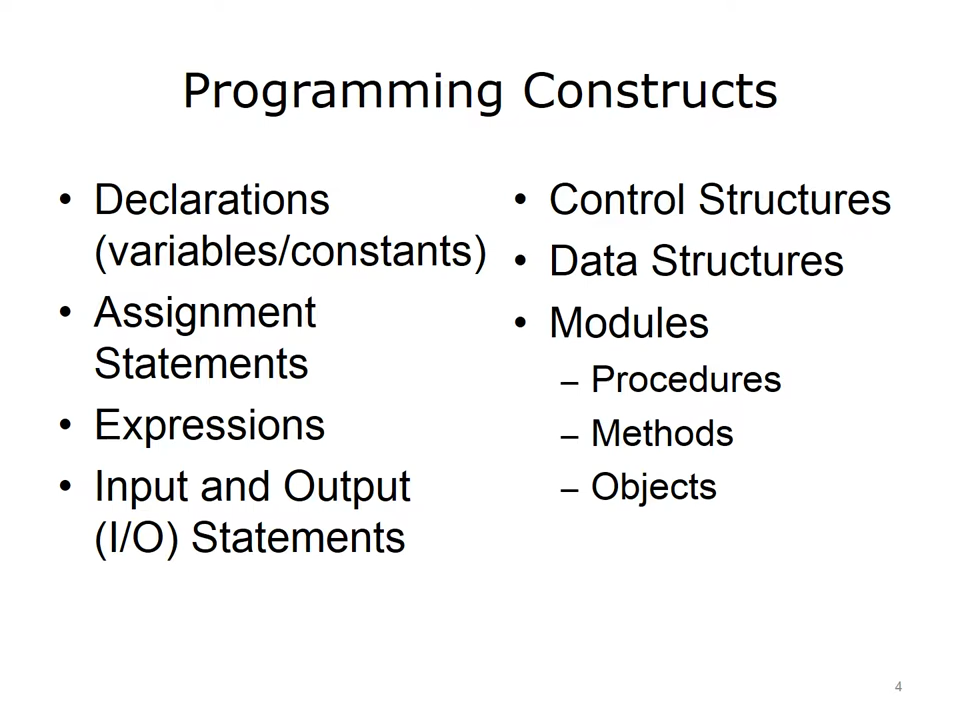 Programming Constructs
• Declarations
(variables/constants)
• Assignment
Statements
• Expressions
• Input and Output
(I/O) Statements
• Control Structures
• Data Structures
• Modules
– Procedures
– Methods
– Objects
4